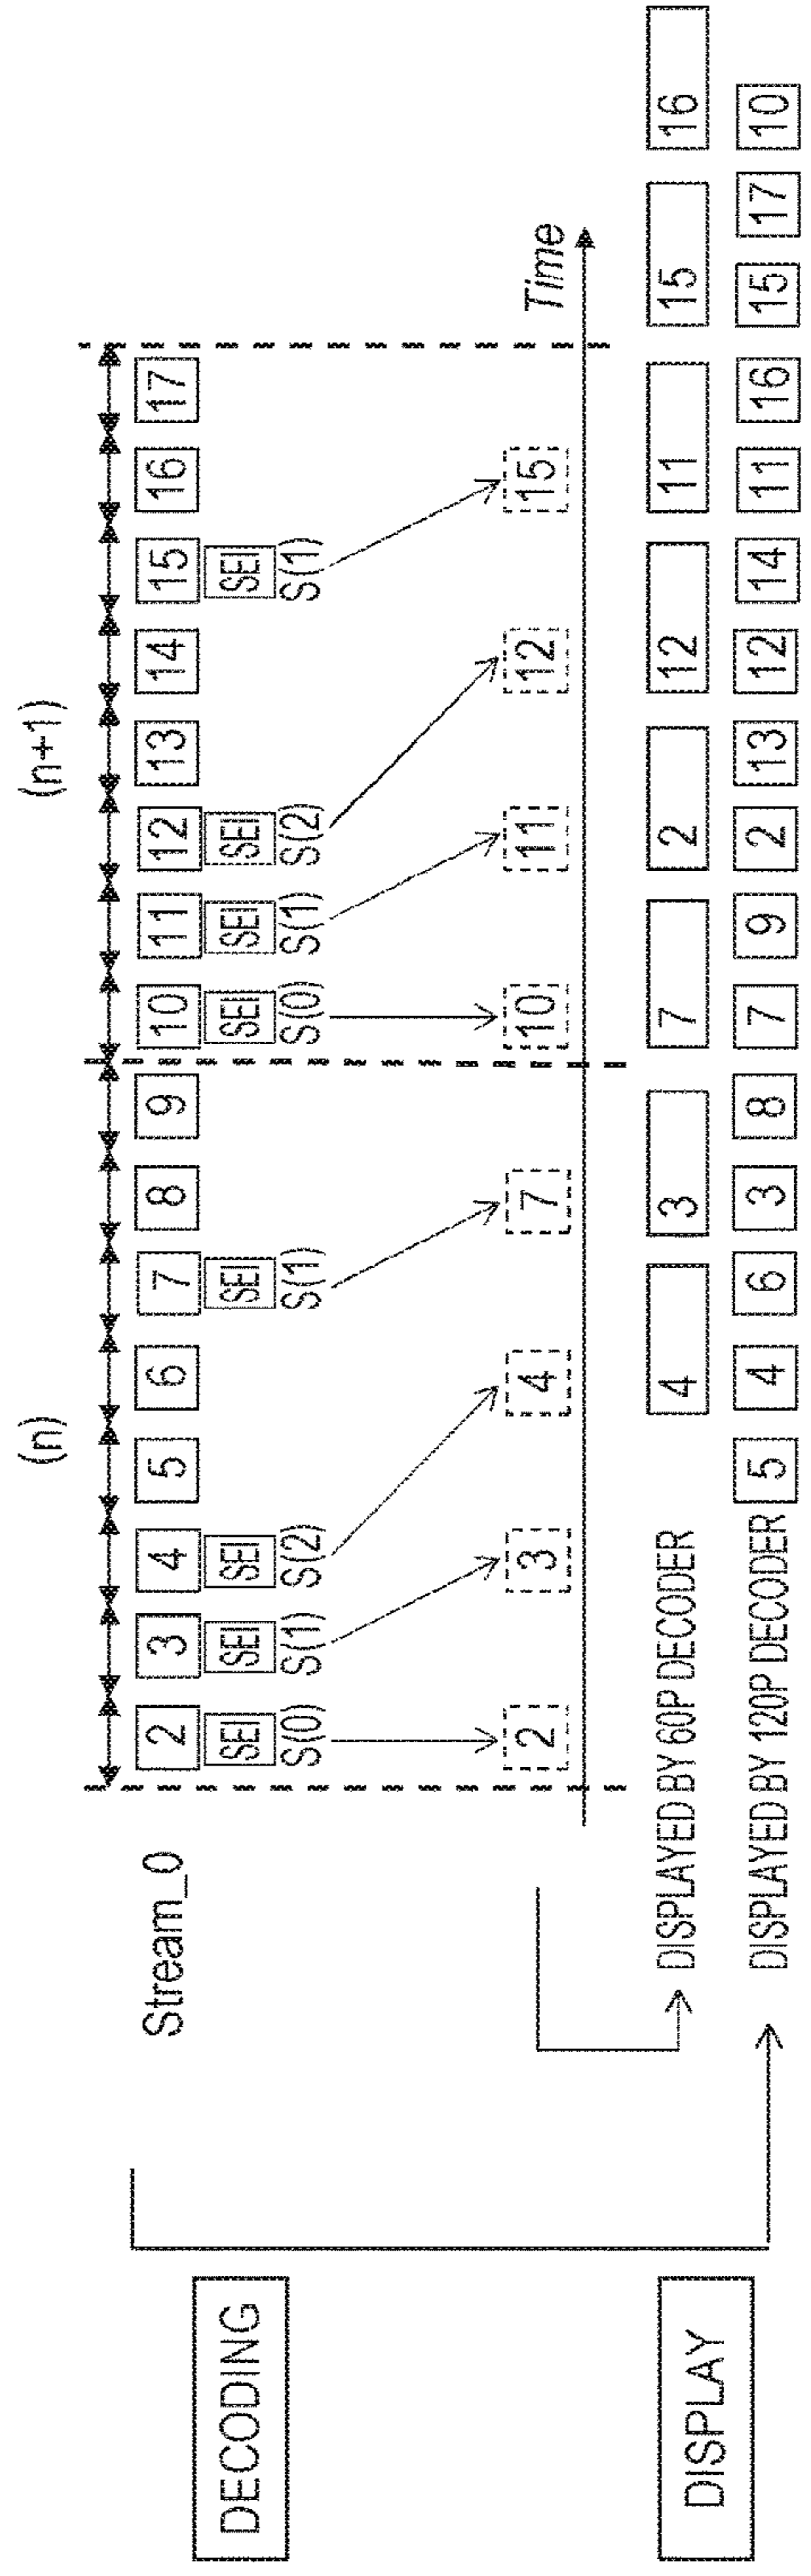 (n) (n+1)
Stream_0 2 3 4 5 6 7 8 9 10 11 12 13 14 15 16 17
SEI SEI SEI SEI SEI SEI SEI SEI
S(0) S(1) S(2) S(1) S(0) S(1) S(2) S(1)
DECODING
2 3 4 7 10 11 12 15
Time
DISPLAYED BY 60P DECODER 4 3 7 2 12 11 15 16
DISPLAY
DISPLAYED BY 120P DECODER 5 4 6 3 8 7 9 2 13 12 14 11 16 15 17 10